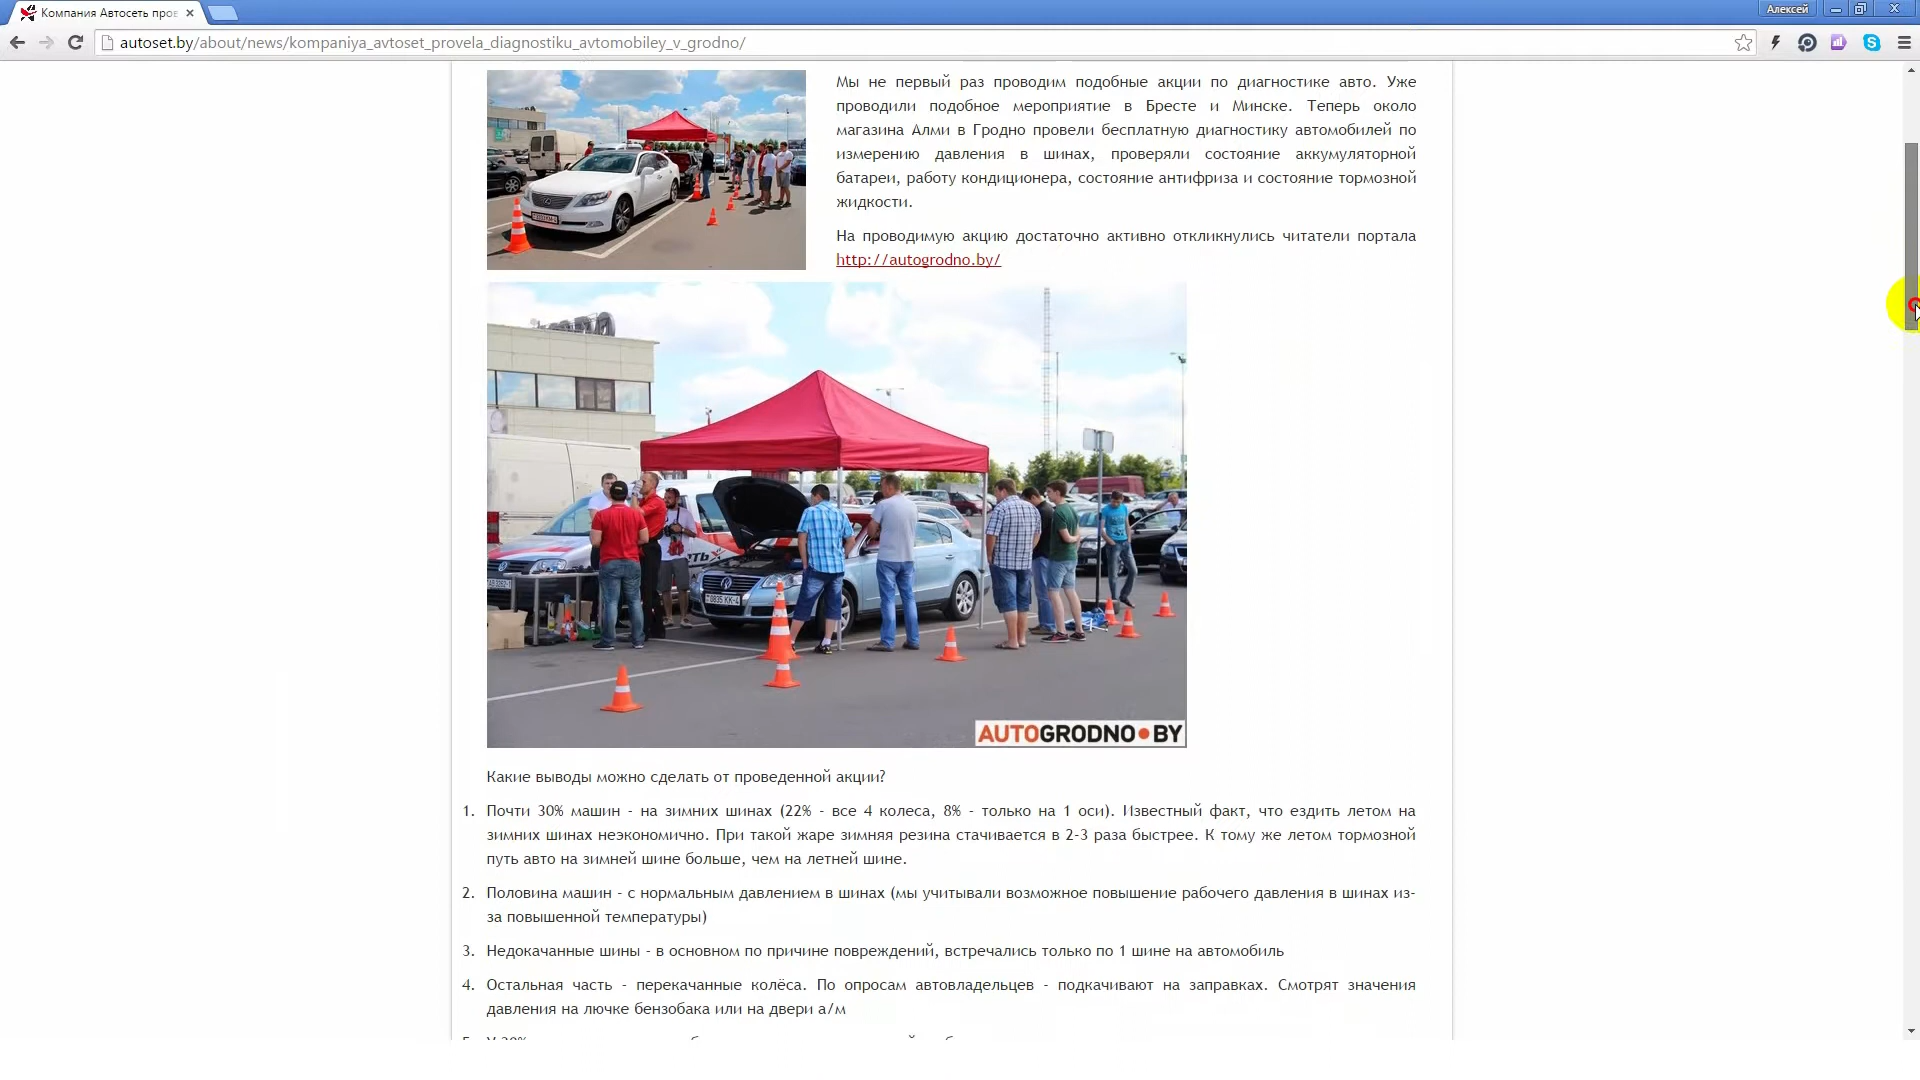 Компания Автосеть пров
Алексей
autoset.by/about/news/kompaniya_avtoset_provela_diagnostiku_avtomobiley_v_grodno/
Мы не первый раз проводим подобные акции по диагностике авто. Уже
проводили подобное мероприятие в Бресте и Минске. Теперь около
магазина Алми в Гродно провели бесплатную диагностику автомобилей по
измерению давления в шинах, проверяли состояние аккумуляторной
батареи, работу кондиционера, состояние антифриза и состояние тормозной
жидкости.
На проводимую акцию достаточно активно откликнулись читатели портала
http://autogrodno.by/
0835 KK-4
AUTOGRODNO●BY
Какие выводы можно сделать от проведенной акции?
1. Почти 30% машин - на зимних шинах (22% - все 4 колеса, 8% - только на 1 оси). Известный факт, что ездить летом на
зимних шинах неэкономично. При такой жаре зимняя резина стачивается в 2-3 раза быстрее. К тому же летом тормозной
путь авто на зимней шине больше, чем на летней шине.
2. Половина машин - с нормальным давлением в шинах (мы учитывали возможное повышение рабочего давления в шинах из-
за повышенной температуры)
3. Недокачанные шины - в основном по причине повреждений, встречались только по 1 шине на автомобиль
4. Остальная часть - перекачанные колёса. По опросам автовладельцев - подкачивают на заправках. Смотрят значения
давления на лючке бензобака или на двери а/м